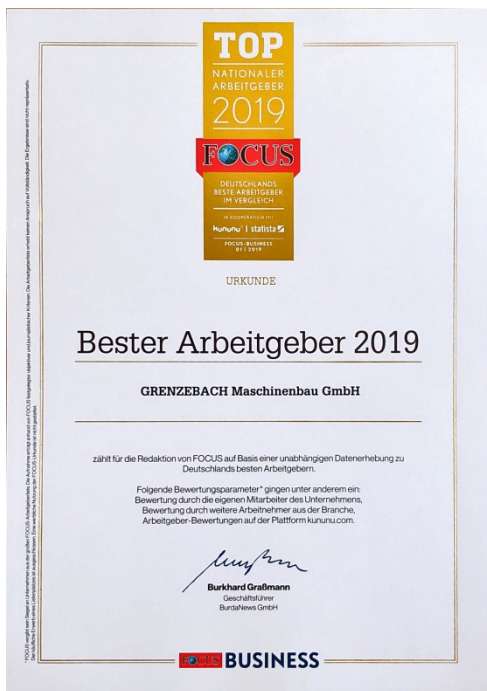 TOP
NATIONALER
ARBEITGEBER
2019
FOCUS
DEUTSCHLANDS
BESTE ARBEITGEBER
IM VERGLEICH
IN KOOPERATION MIT
kununu | statista
FOCUS-BUSINESS
01 | 2019
URKUNDE
Bester Arbeitgeber 2019
GRENZEBACH Maschinenbau GmbH
zählt für die Redaktion von FOCUS auf Basis einer unabhängigen Datenerhebung zu
Deutschlands besten Arbeitgebern.
Folgende Bewertungsparameter* gingen unter anderem ein:
Bewertung durch die eigenen Mitarbeiter des Unternehmens,
Bewertung durch weitere Arbeitnehmer aus der Branche,
Arbeitgeber-Bewertungen auf der Plattform kununu.com.
Burkhard Graßmann
Geschäftsführer
BurdaNews GmbH
FOCUS BUSINESS